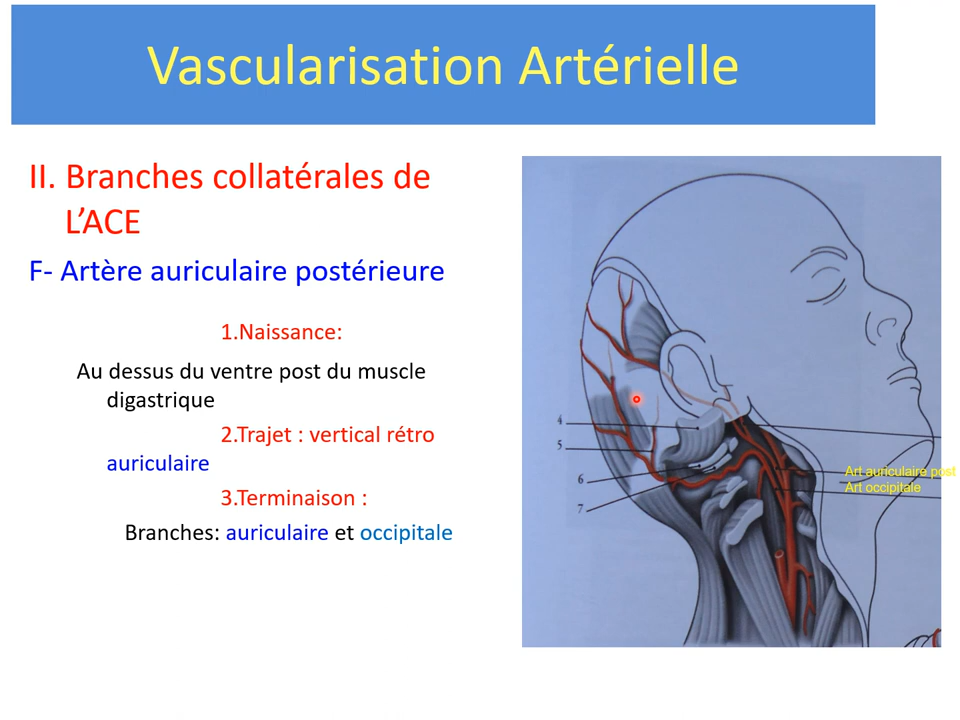 Vascularisation Artérielle
II. Branches collatérales de
L'ACE
F- Artère auriculaire postérieure
1.Naissance:
Au dessus du ventre post du muscle
digastrique
2.Trajet : vertical rétro
auriculaire
3.Terminaison :
Branches: auriculaire et occipitale
4
5
6
7
Art auriculaire post
Art occipitale